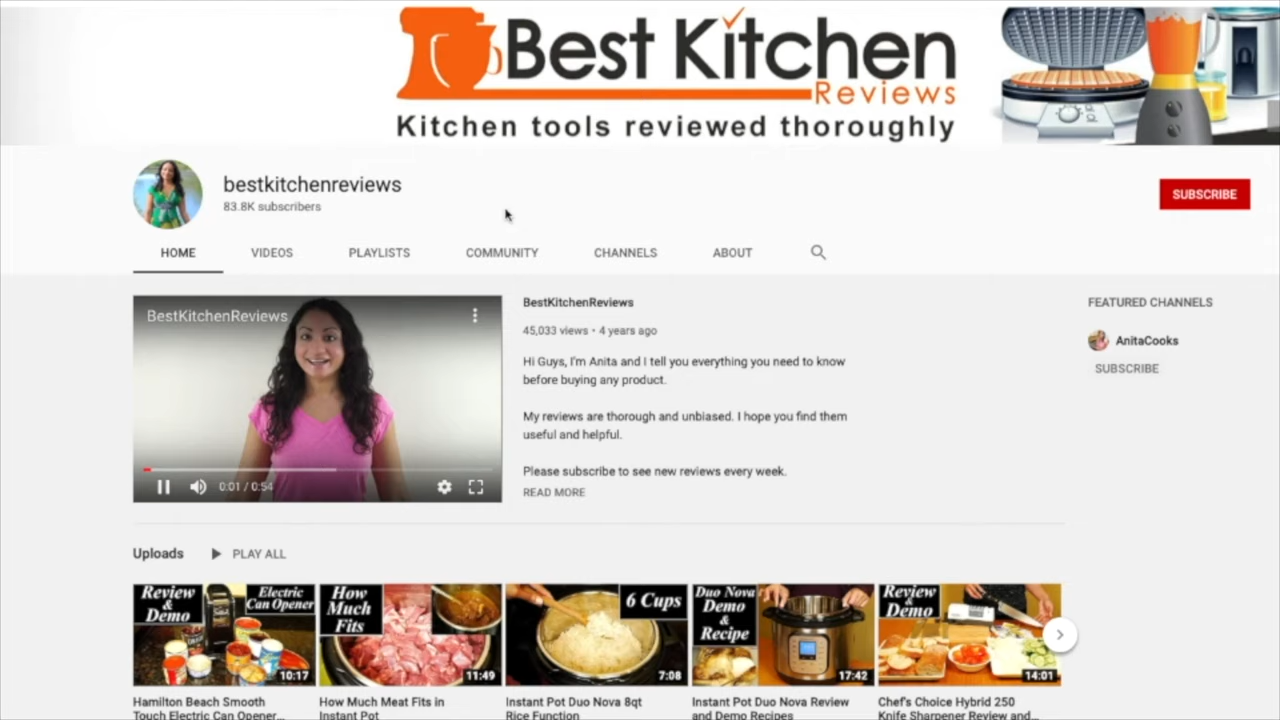 Best Kitchen
Reviews
Kitchen tools reviewed thoroughly
bestkitchenreviews
83.8K subscribers
SUBSCRIBE
HOME VIDEOS PLAYLISTS COMMUNITY CHANNELS ABOUT
BestKitchenReviews
0:01 / 0:54
BestKitchenReviews
45,033 views • 4 years ago
Hi Guys, I'm Anita and I tell you everything you need to know
before buying any product.
My reviews are thorough and unbiased. I hope you find them
useful and helpful.
Please subscribe to see new reviews every week.
READ MORE
FEATURED CHANNELS
AnitaCooks
SUBSCRIBE
Uploads PLAY ALL
Review
&
Demo
Electric
Can Opener
10:17
Hamilton Beach Smooth
Touch Electric Can Opener...
How
Much
Fits
11:49
How Much Meat Fits in
Instant Pot
6 Cups
7:08
Instant Pot Duo Nova 8qt
Rice Function
Duo Nova
Demo
&
Recipe
17:42
Instant Pot Duo Nova Review
and Demo Recipes
Review
&
Demo
14:01
Chef's Choice Hybrid 250
Knife Sharpener Review and...